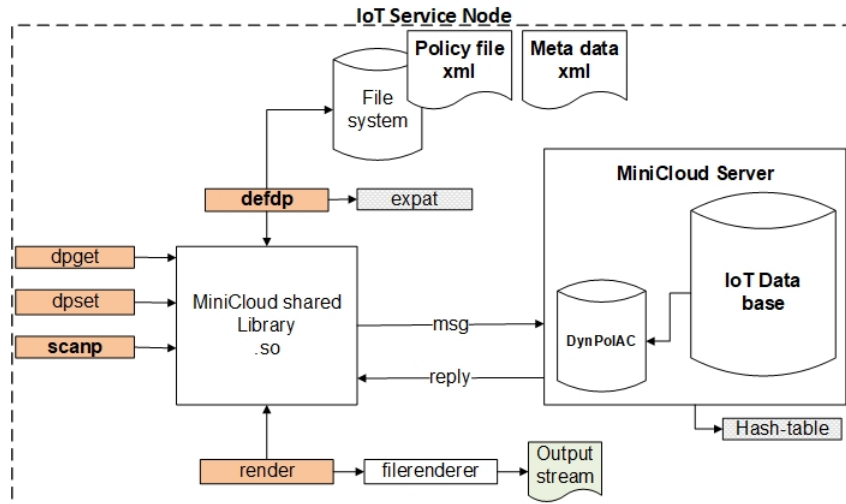 IoT Service Node
Policy file
xml
Meta data
xml
File
system
defdp
expat
MiniCloud Server
dpget
dpset
scanp
MiniCloud shared
Library
.so
msg
reply
DynPolAC
IoT Data
base
Hash-table
render
filerenderer
Output
stream